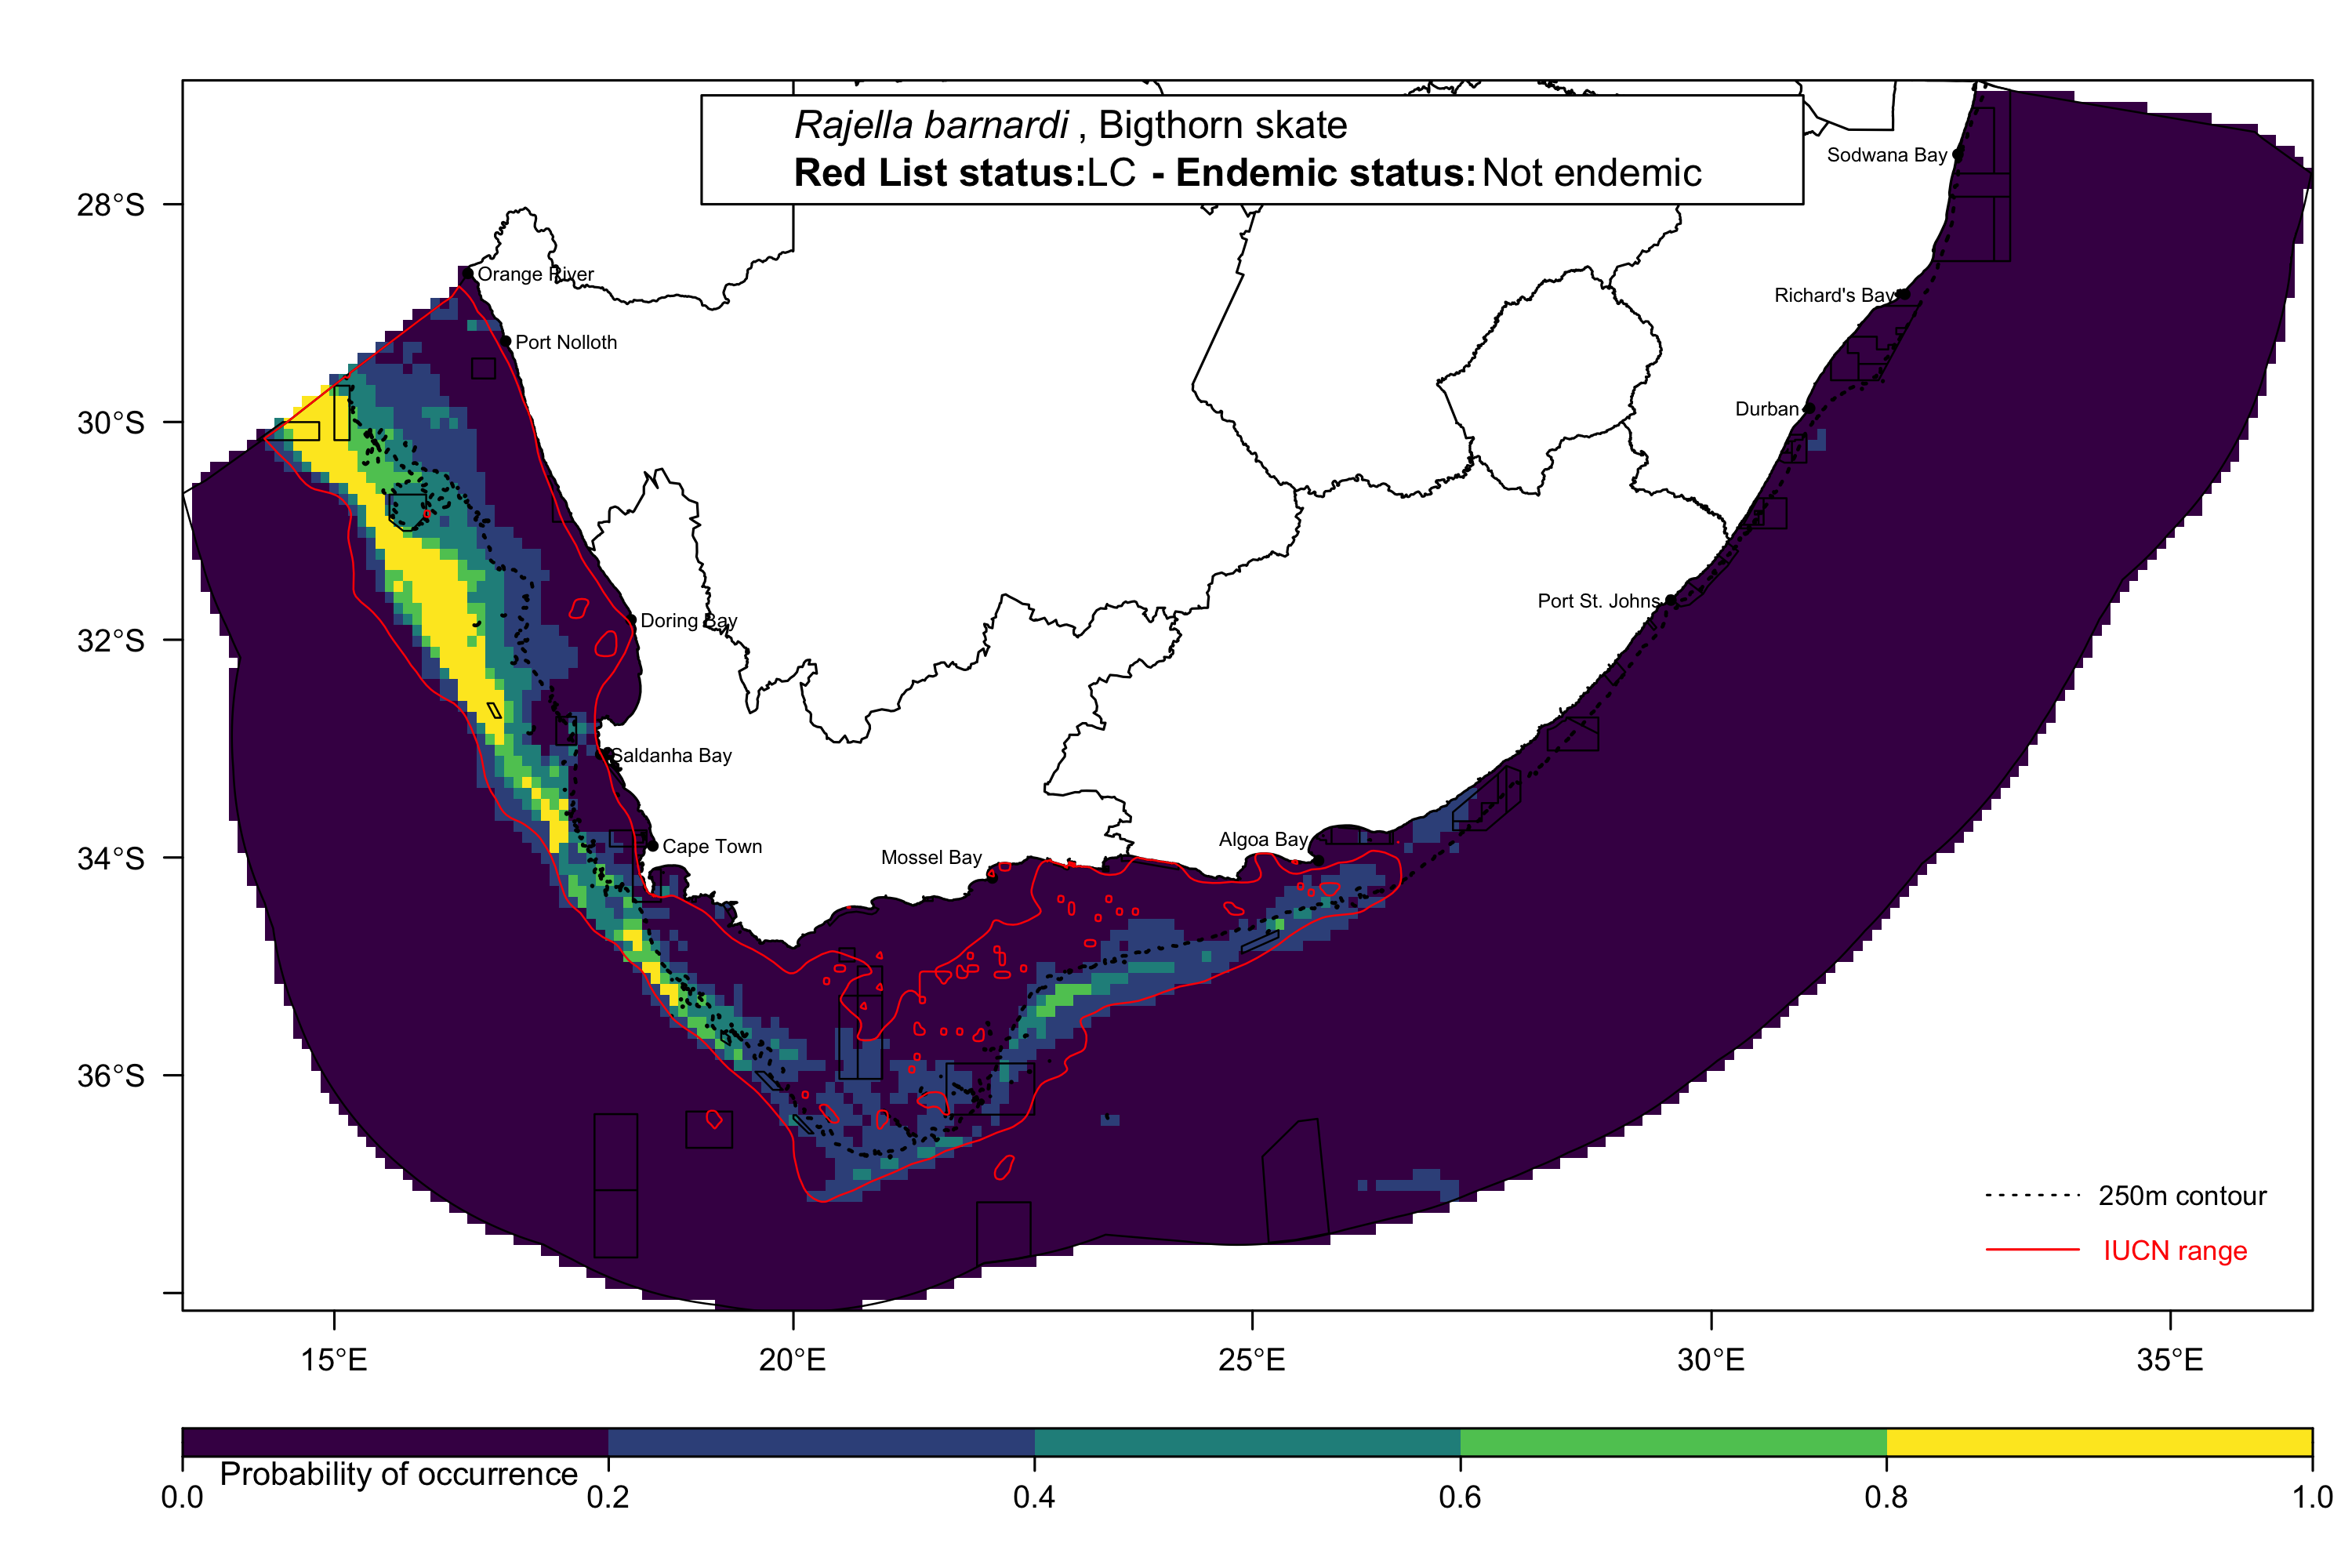 Rajella barnardi , Bigthorn skate
Red List status:LC - Endemic status:Not endemic
Sodwana Bay
28°S
Orange River
Richard's Bay
Port Nolloth
Durban
30°S
Port St. Johns
Doring Bay
32°S
Saldanha Bay
Algoa Bay
Cape Town
Mossel Bay
34°S
36°S
250m contour
IUCN range
15°E
20°E
25°E
30°E
35°E
Probability of occurrence
0.0
0.2
0.4
0.6
0.8
1.0